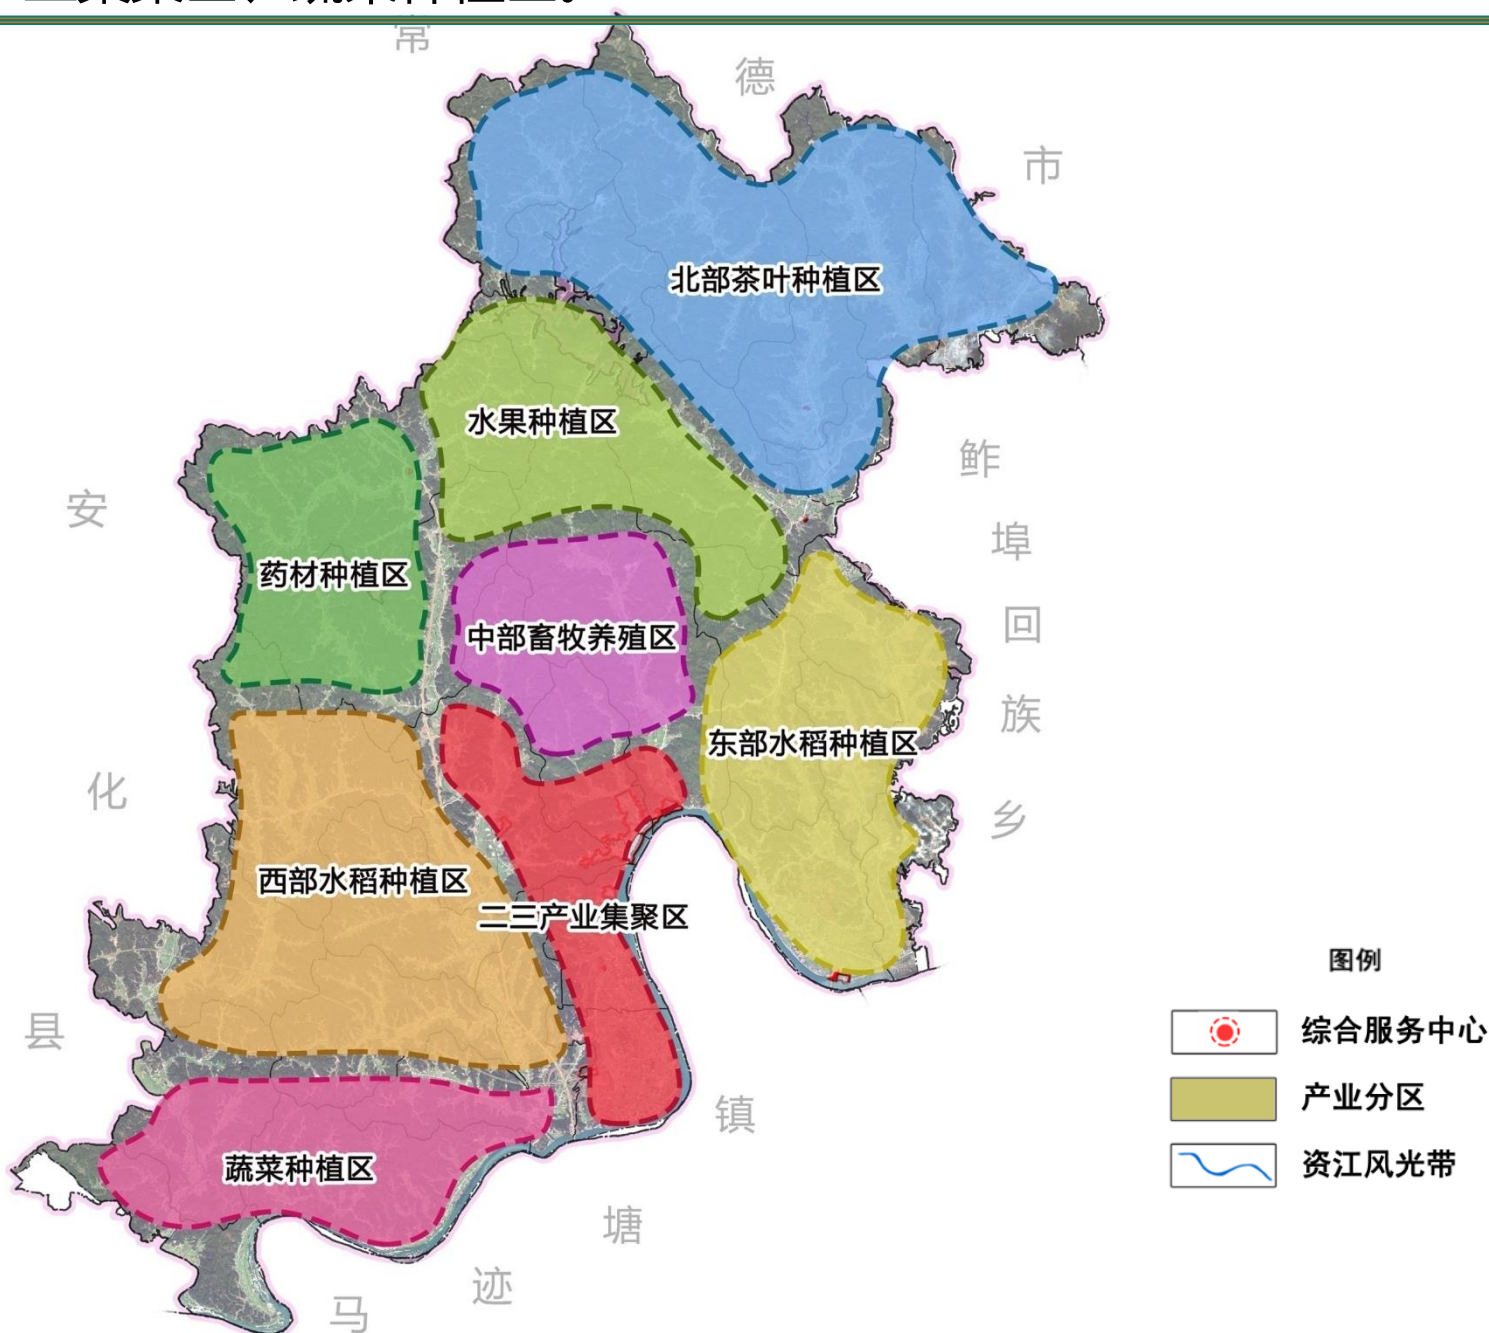 常
德
市
北部茶叶种植区
水果种植区
鲊
埠
回
族
乡
安
化
县
药材种植区
中部畜牧养殖区
东部水稻种植区
西部水稻种植区
二三产业集聚区
蔬菜种植区
镇
塘
迹
马
图例
综合服务中心
产业分区
资江风光带